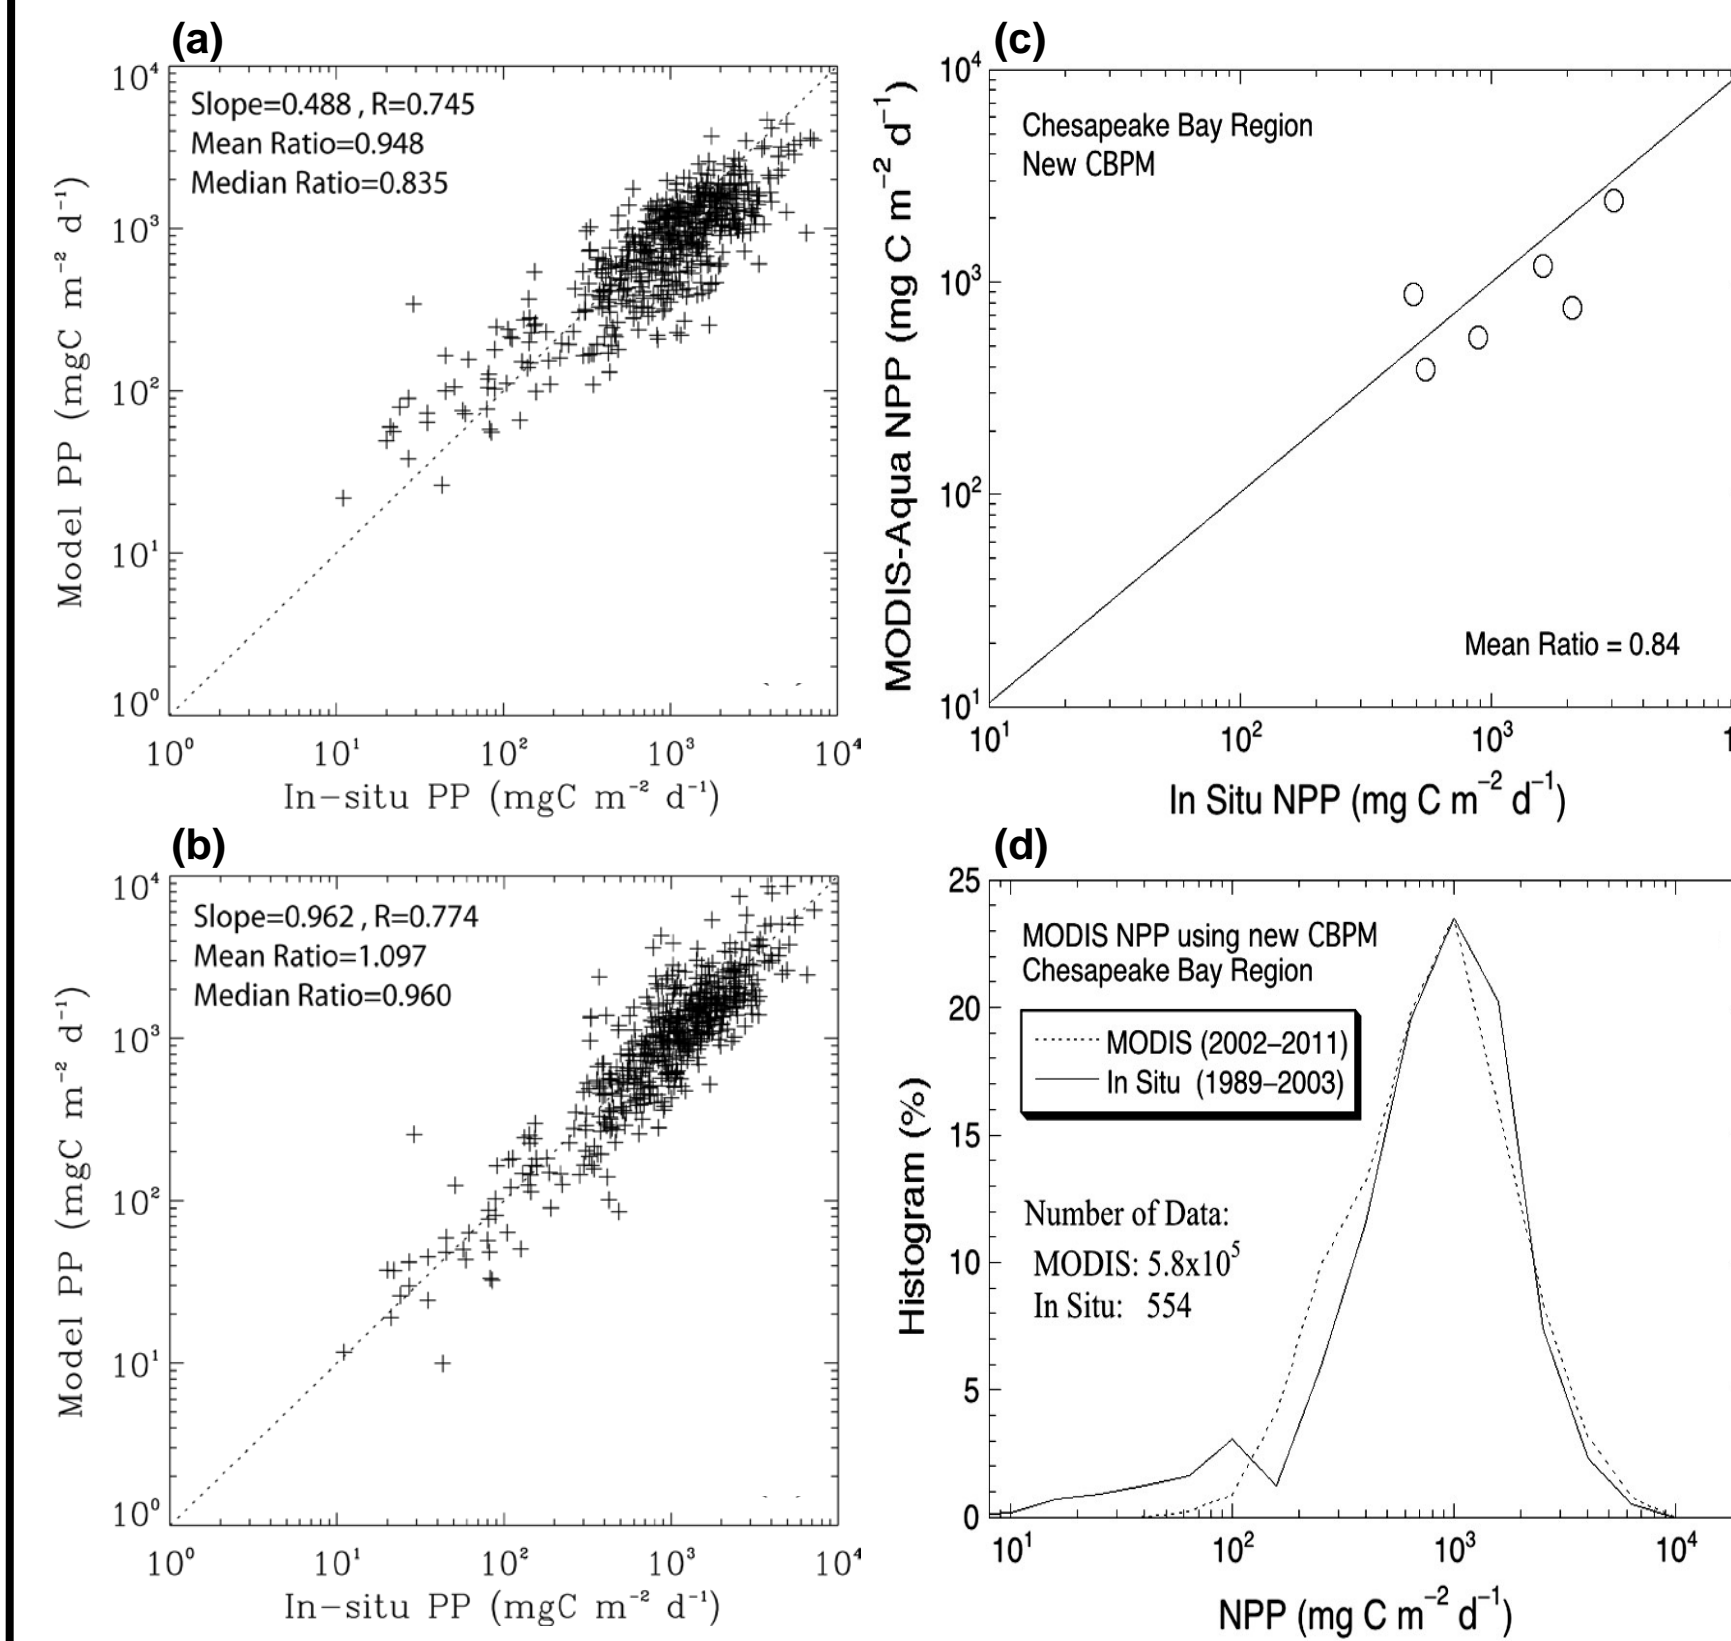 (a)
10⁴
10³
10²
10¹
10⁰
Slope=0.488 , R=0.745
Mean Ratio=0.948
Median Ratio=0.835
Model PP (mgC m⁻² d⁻¹)
10⁰ 10¹ 10² 10³ 10⁴
In-situ PP (mgC m⁻² d⁻¹)
(c)
10⁴
10³
10²
10¹
Chesapeake Bay Region
New CBPM
Mean Ratio = 0.84
MODIS-Aqua NPP (mg C m⁻² d⁻¹)
10¹ 10² 10³
In Situ NPP (mg C m⁻² d⁻¹)
(b)
10⁴
10³
10²
10¹
10⁰
Slope=0.962 , R=0.774
Mean Ratio=1.097
Median Ratio=0.960
Model PP (mgC m⁻² d⁻¹)
10⁰ 10¹ 10² 10³ 10⁴
In-situ PP (mgC m⁻² d⁻¹)
(d)
25
20
15
10
5
0
MODIS NPP using new CBPM
Chesapeake Bay Region
MODIS (2002–2011)
In Situ (1989–2003)
Number of Data:
MODIS: 5.8x10⁵
In Situ: 554
Histogram (%)
10¹ 10² 10³ 10⁴
NPP (mg C m⁻² d⁻¹)